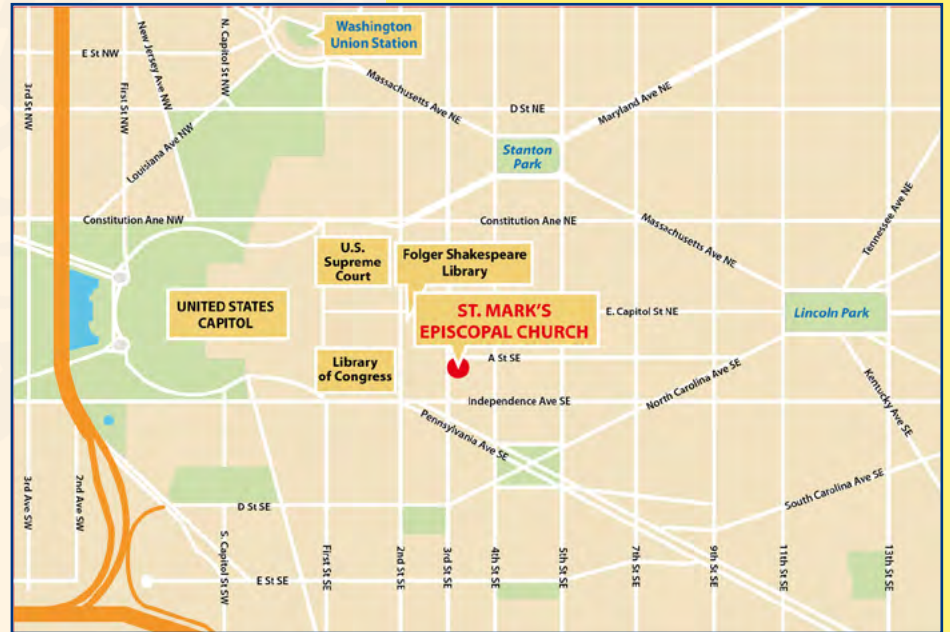 Washington
Union Station
E St NW
New Jersey Ave NW
N. Capitol St NW
3rd St NW
First St NW
Massachusetts Ave NE
D St NE
Maryland Ave NE
Louisiana Ave NW
Stanton
Park
Constitution Ane NW
Constitution Ane NE
Massachusetts Ave NE
Tennessee Ave NE
U.S.
Supreme
Court
Folger Shakespeare
Library
UNITED STATES
CAPITOL
ST. MARK'S
EPISCOPAL CHURCH
E. Capitol St NE
Lincoln Park
Library
of Congress
A St SE
North Carolina Ave SE
Kentucky Ave SE
Independence Ave SE
Pennsylvania Ave SE
South Carolina Ave SE
3rd Ave SW
2nd Ave SW
D St SE
S. Capitol St SW
E St SE
First St SE
2nd St SE
3rd St SE
4th St SE
5th St SE
7th St SE
9th St SE
11th St SE
13th St SE